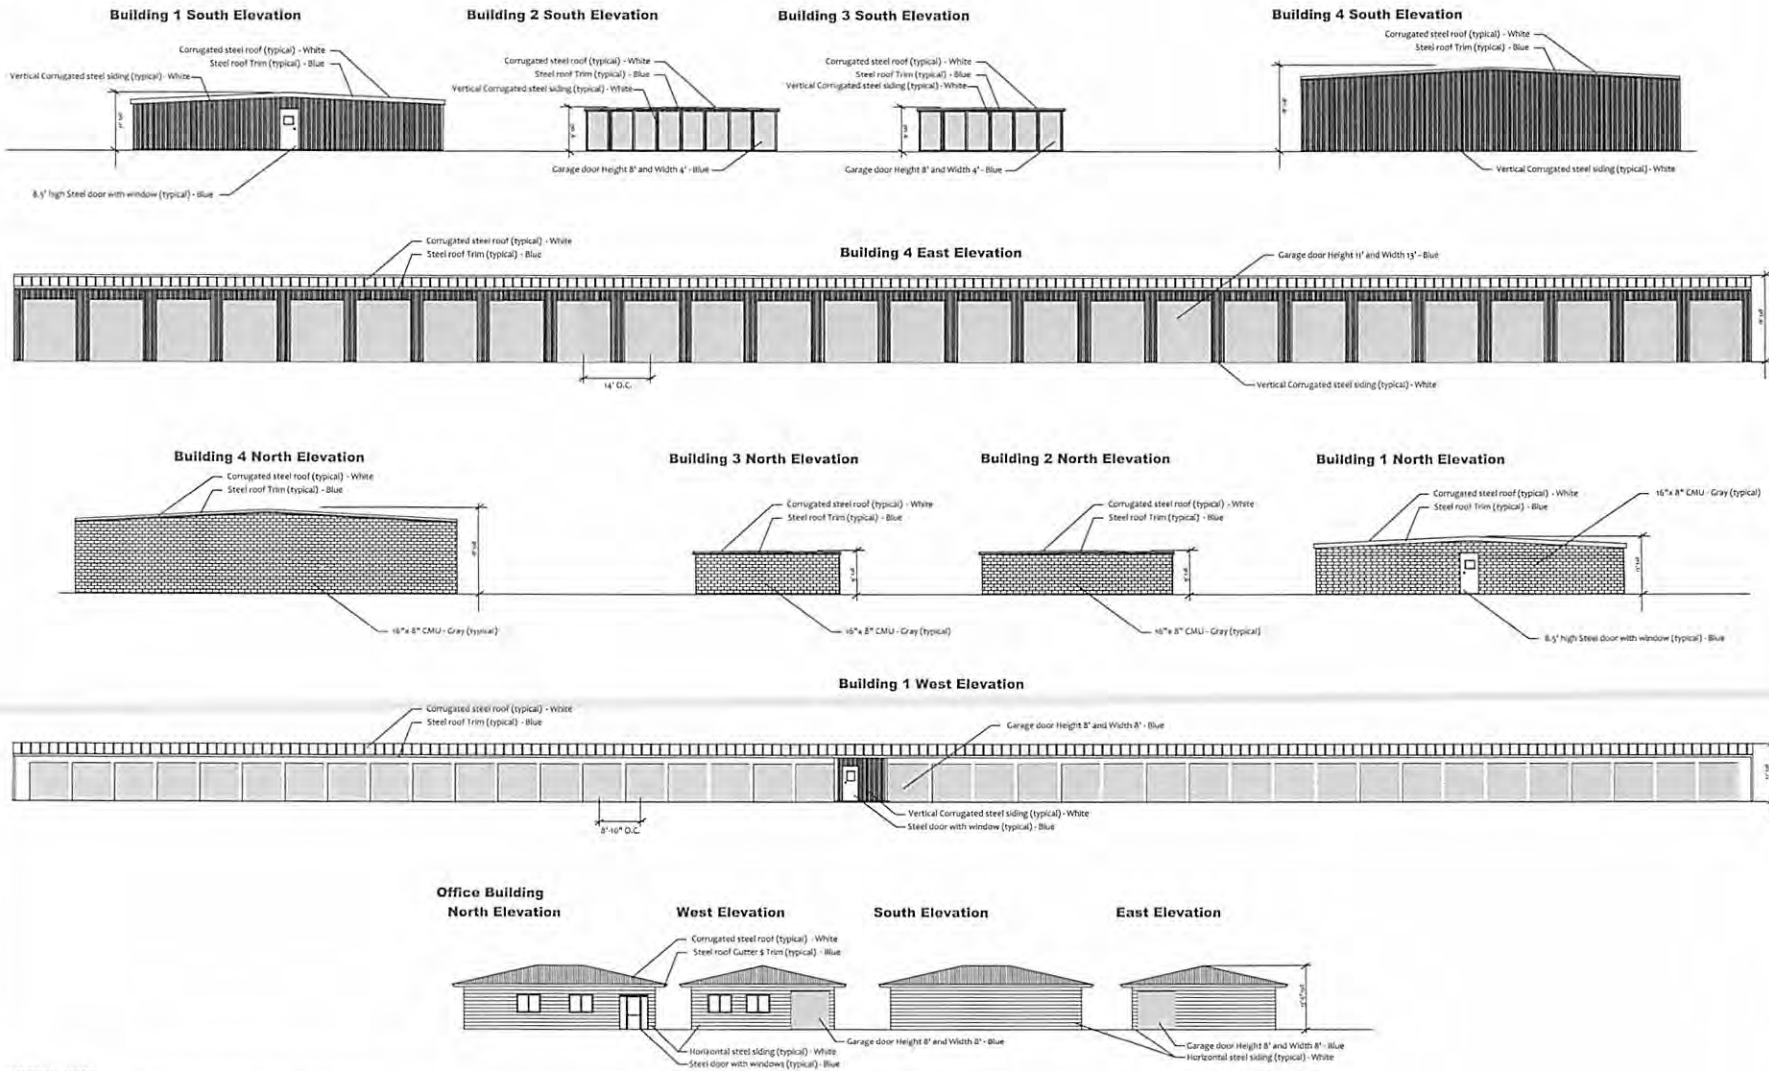 Building 1 South Elevation
Corrugated steel roof (typical) - White
Steel roof Trim (typical) - Blue
Vertical Corrugated steel siding (typical) - White
8.5' high Steel door with window (typical) - Blue
Building 2 South Elevation
Corrugated steel roof (typical) - White
Steel roof Trim (typical) - Blue
Vertical Corrugated steel siding (typical) - White
Garage door Height 8' and Width 4' - Blue
Building 3 South Elevation
Corrugated steel roof (typical) - White
Steel roof Trim (typical) - Blue
Vertical Corrugated steel siding (typical) - White
Garage door Height 8' and Width 4' - Blue
Building 4 South Elevation
Corrugated steel roof (typical) - White
Steel roof Trim (typical) - Blue
Vertical Corrugated steel siding (typical) - White
Building 4 East Elevation
Corrugated steel roof (typical) - White
Steel roof Trim (typical) - Blue
Garage door Height 11' and Width 13' - Blue
14' O.C.
Vertical Corrugated steel siding (typical) - White
Building 4 North Elevation
Corrugated steel roof (typical) - White
Steel roof Trim (typical) - Blue
16"x 8" CMU - Gray (typical)
Building 3 North Elevation
Corrugated steel roof (typical) - White
Steel roof Trim (typical) - Blue
16"x 8" CMU - Gray (typical)
Building 2 North Elevation
Corrugated steel roof (typical) - White
Steel roof Trim (typical) - Blue
16"x 8" CMU - Gray (typical)
Building 1 North Elevation
Corrugated steel roof (typical) - White
Steel roof Trim (typical) - Blue
16"x 8" CMU - Gray (typical)
8.5' high Steel door with window (typical) - Blue
Building 1 West Elevation
Corrugated steel roof (typical) - White
Steel roof Trim (typical) - Blue
Garage door Height 8' and Width 8' - Blue
Vertical Corrugated steel siding (typical) - White
Steel door with window (typical) - Blue
8'-10" O.C.
Office Building
North Elevation
West Elevation
South Elevation
East Elevation
Corrugated steel roof (typical) - White
Steel roof Gutter $ Trim (typical) - Blue
Garage door Height 8' and Width 8' - Blue
Horizontal steel siding (typical) - White
Steel door with windows (typical) - Blue
Garage door Height 8' and Width 8' - Blue
Horizontal steel siding (typical) - White